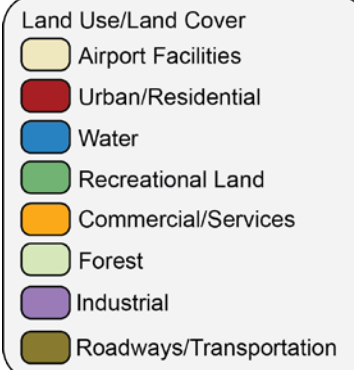 Land Use/Land Cover
Airport Facilities
Urban/Residential
Water
Recreational Land
Commercial/Services
Forest
Industrial
Roadways/Transportation